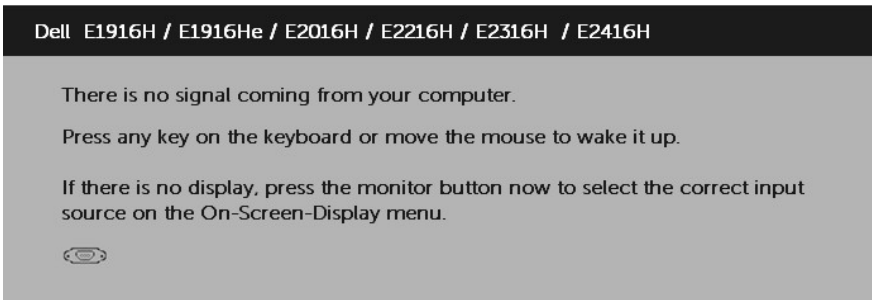 Dell E1916H / E1916He / E2016H / E2216H / E2316H / E2416H
There is no signal coming from your computer.
Press any key on the keyboard or move the mouse to wake it up.
If there is no display, press the monitor button now to select the correct input
source on the On-Screen-Display menu.